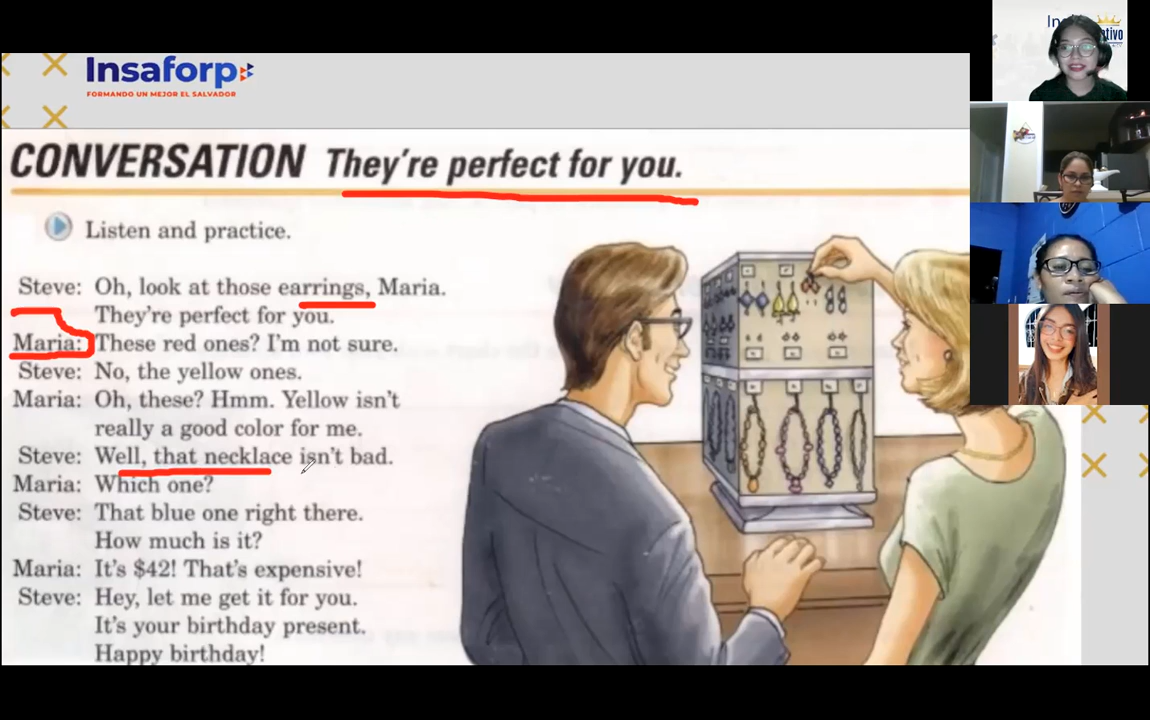 Insaforp
FORMANDO UN MEJOR EL SALVADOR
CONVERSATION They're perfect for you.
Listen and practice.
Steve: Oh, look at those earrings, Maria.
They're perfect for you.
Maria: These red ones? I'm not sure.
Steve: No, the yellow ones.
Maria: Oh, these? Hmm. Yellow isn't
really a good color for me.
Steve: Well, that necklace isn't bad.
Maria: Which one?
Steve: That blue one right there.
How much is it?
Maria: It's $42! That's expensive!
Steve: Hey, let me get it for you.
It's your birthday present.
Happy birthday!